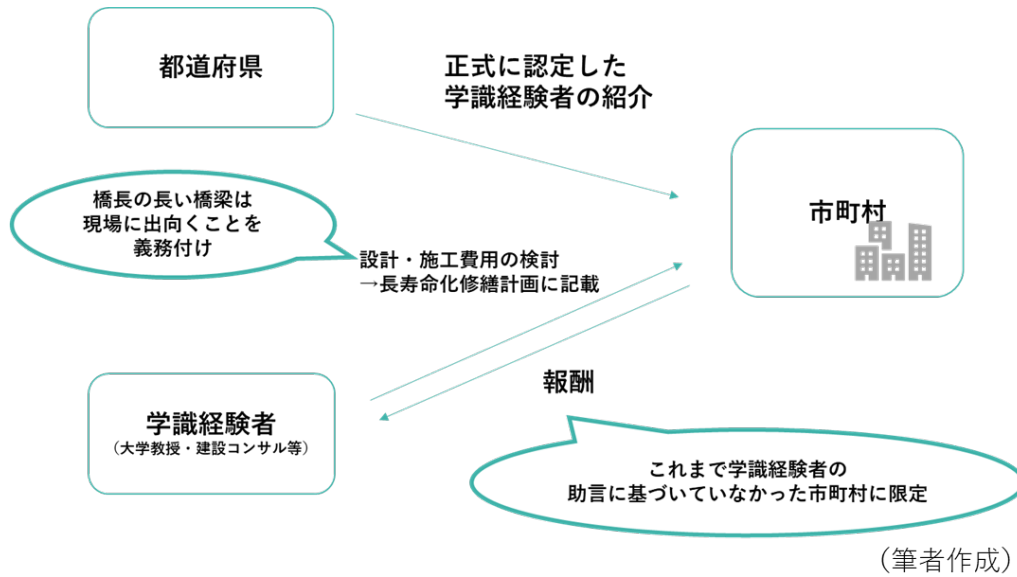 都道府県
正式に認定した
学識経験者の紹介
市町村
橋長の長い橋梁は
現場に出向くことを
義務付け
設計・施工費用の検討
→長寿命化修繕計画に記載
報酬
学識経験者
（大学教授・建設コンサル等）
これまで学識経験者の
助言に基づいていなかった市町村に限定
（筆者作成）